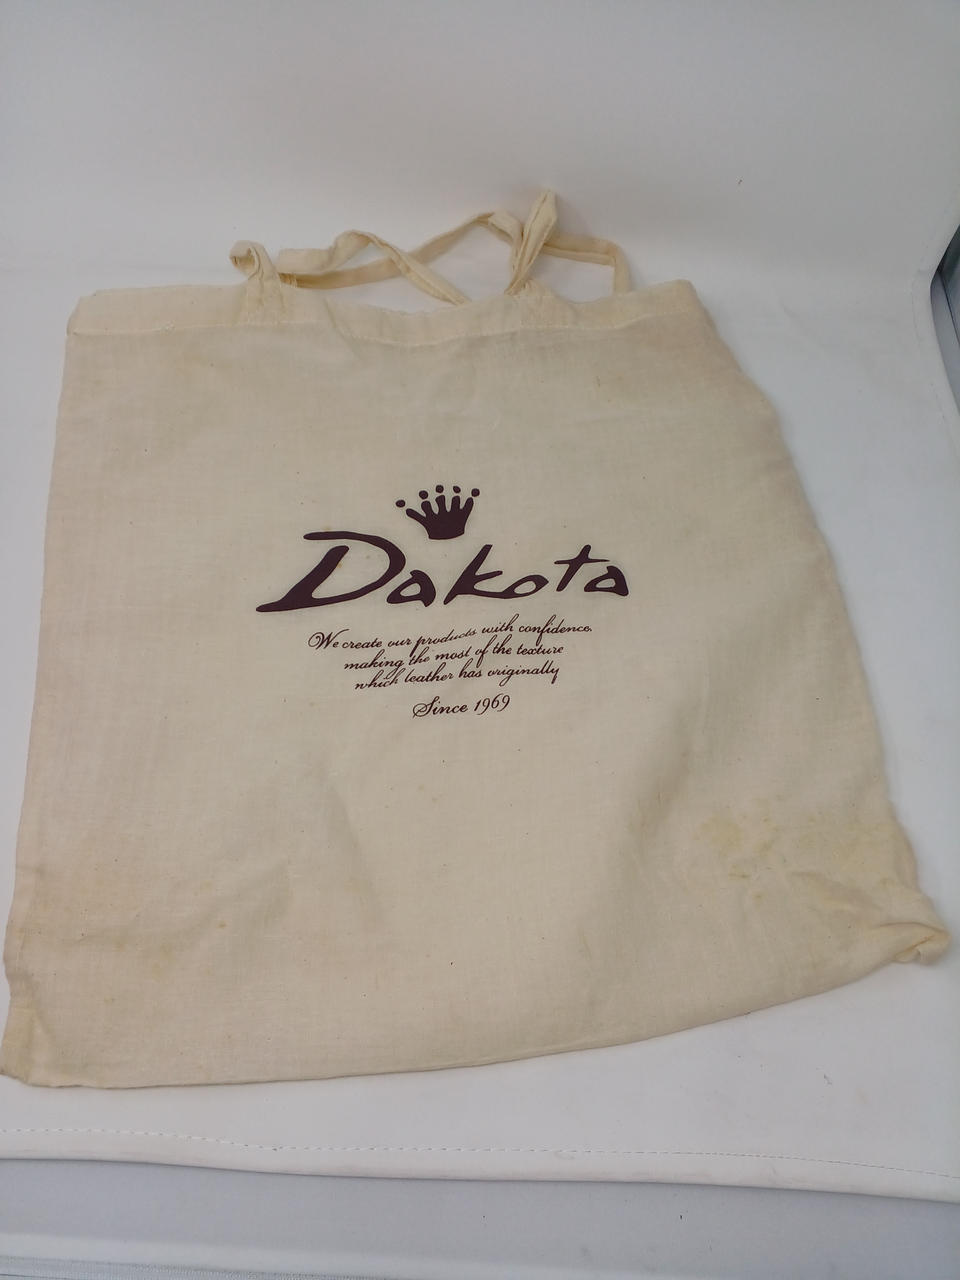 Dakota
We create our products with confidence.
making the most of the texture
which leather has originally
Since 1969